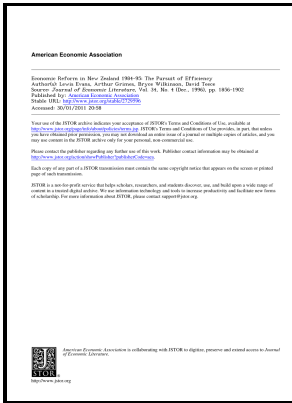 American Economic Association
Economic Reform in New Zealand 1984-95: The Pursuit of Efficiency
Author(s): Lewis Evans, Arthur Grimes, Bryce Wilkinson, David Teece
Source: Journal of Economic Literature, Vol. 34, No. 4 (Dec., 1996), pp. 1856-1902
Published by: American Economic Association
Stable URL: http://www.jstor.org/stable/2729596
Accessed: 30/01/2011 20:58
Your use of the JSTOR archive indicates your acceptance of JSTOR's Terms and Conditions of Use, available at
http://www.jstor.org/page/info/about/policies/terms.jsp. JSTOR's Terms and Conditions of Use provides, in part, that unless
you have obtained prior permission, you may not download an entire issue of a journal or multiple copies of articles, and you
may use content in the JSTOR archive only for your personal, non-commercial use.
Please contact the publisher regarding any further use of this work. Publisher contact information may be obtained at
http://www.jstor.org/action/showPublisher?publisherCode=aea.
Each copy of any part of a JSTOR transmission must contain the same copyright notice that appears on the screen or printed
page of such transmission.
JSTOR is a not-for-profit service that helps scholars, researchers, and students discover, use, and build upon a wide range of
content in a trusted digital archive. We use information technology and tools to increase productivity and facilitate new forms
of scholarship. For more information about JSTOR, please contact support@jstor.org.
American Economic Association is collaborating with JSTOR to digitize, preserve and extend access to Journal
of Economic Literature.
JSTOR
http://www.jstor.org